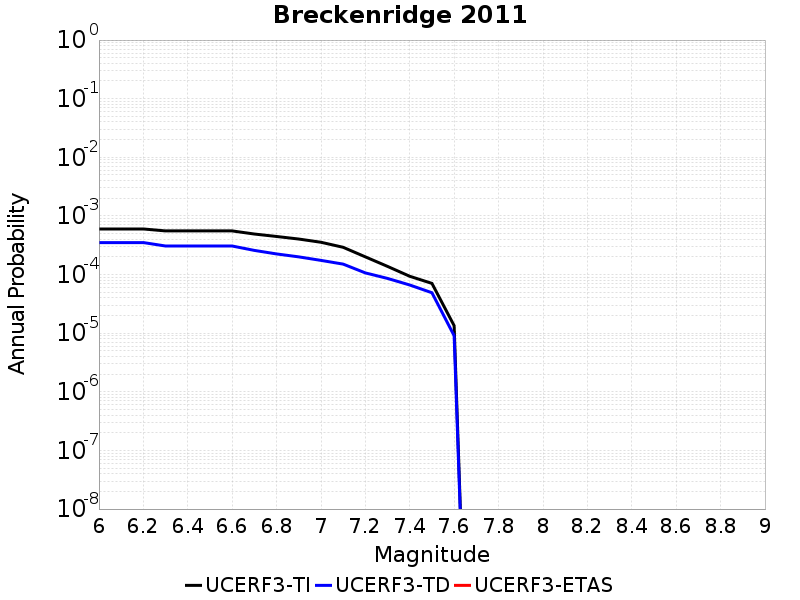 Breckenridge 2011
Annual Probability
10^0
10^-1
10^-2
10^-3
10^-4
10^-5
10^-6
10^-7
10^-8
6 6.2 6.4 6.6 6.8 7 7.2 7.4 7.6 7.8 8 8.2 8.4 8.6 8.8 9
Magnitude
UCERF3-TI UCERF3-TD UCERF3-ETAS